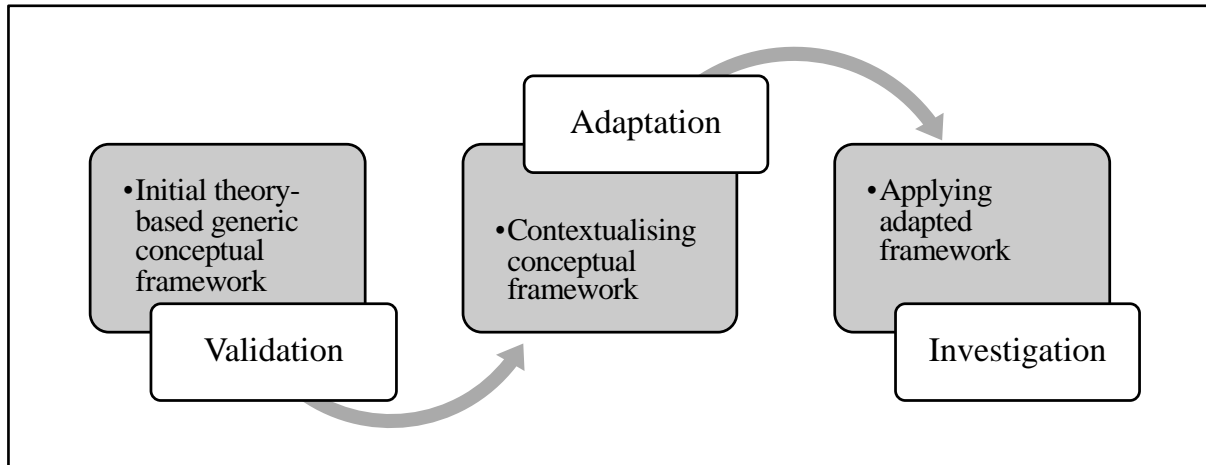 •Initial theory-
based generic
conceptual
framework
Validation
Adaptation
•Contextualising
conceptual
framework
•Applying
adapted
framework
Investigation